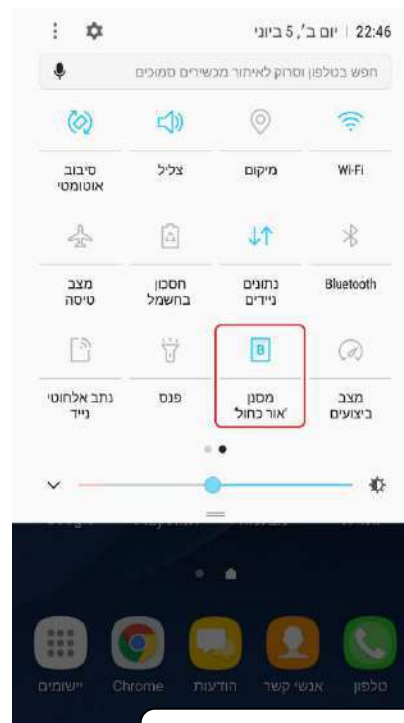 22:46 | יום ב', 5 ביוני
חפש בטלפון וסרוק לאיתור מכשירים סמוכים
Wi-Fi
מיקום
צליל
סיבוב
אוטומטי
Bluetooth
נתונים
ניידים
חסכון
בחשמל
מצב
טיסה
B
מצב
ביצועים
מסנן
'אור כחול'
פנס
נתב אלחוטי
נייד
טלפון
אנשי קשר
הודעות
Chrome
יישומים